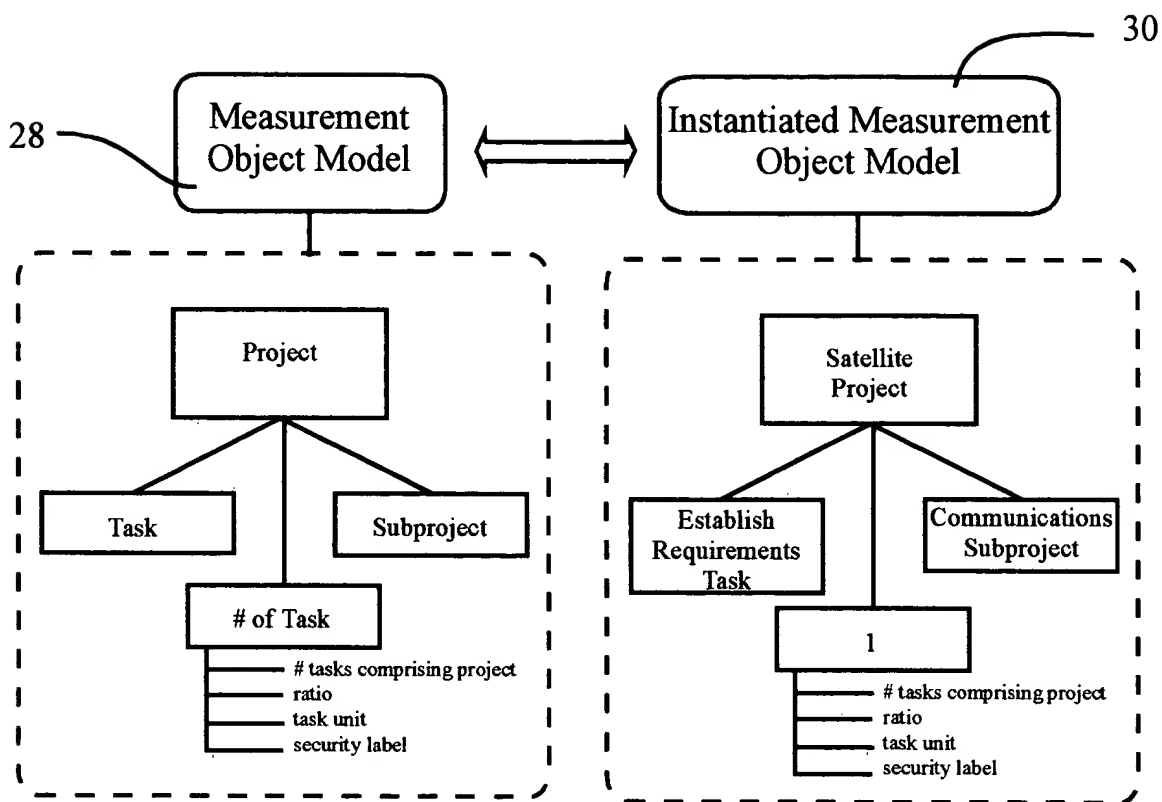 30
28
Measurement
Object Model
Instantiated Measurement
Object Model
Project
Task
Subproject
# of Task
# tasks comprising project
ratio
task unit
security label
Satellite
Project
Establish
Requirements
Task
Communications
Subproject
1
# tasks comprising project
ratio
task unit
security label